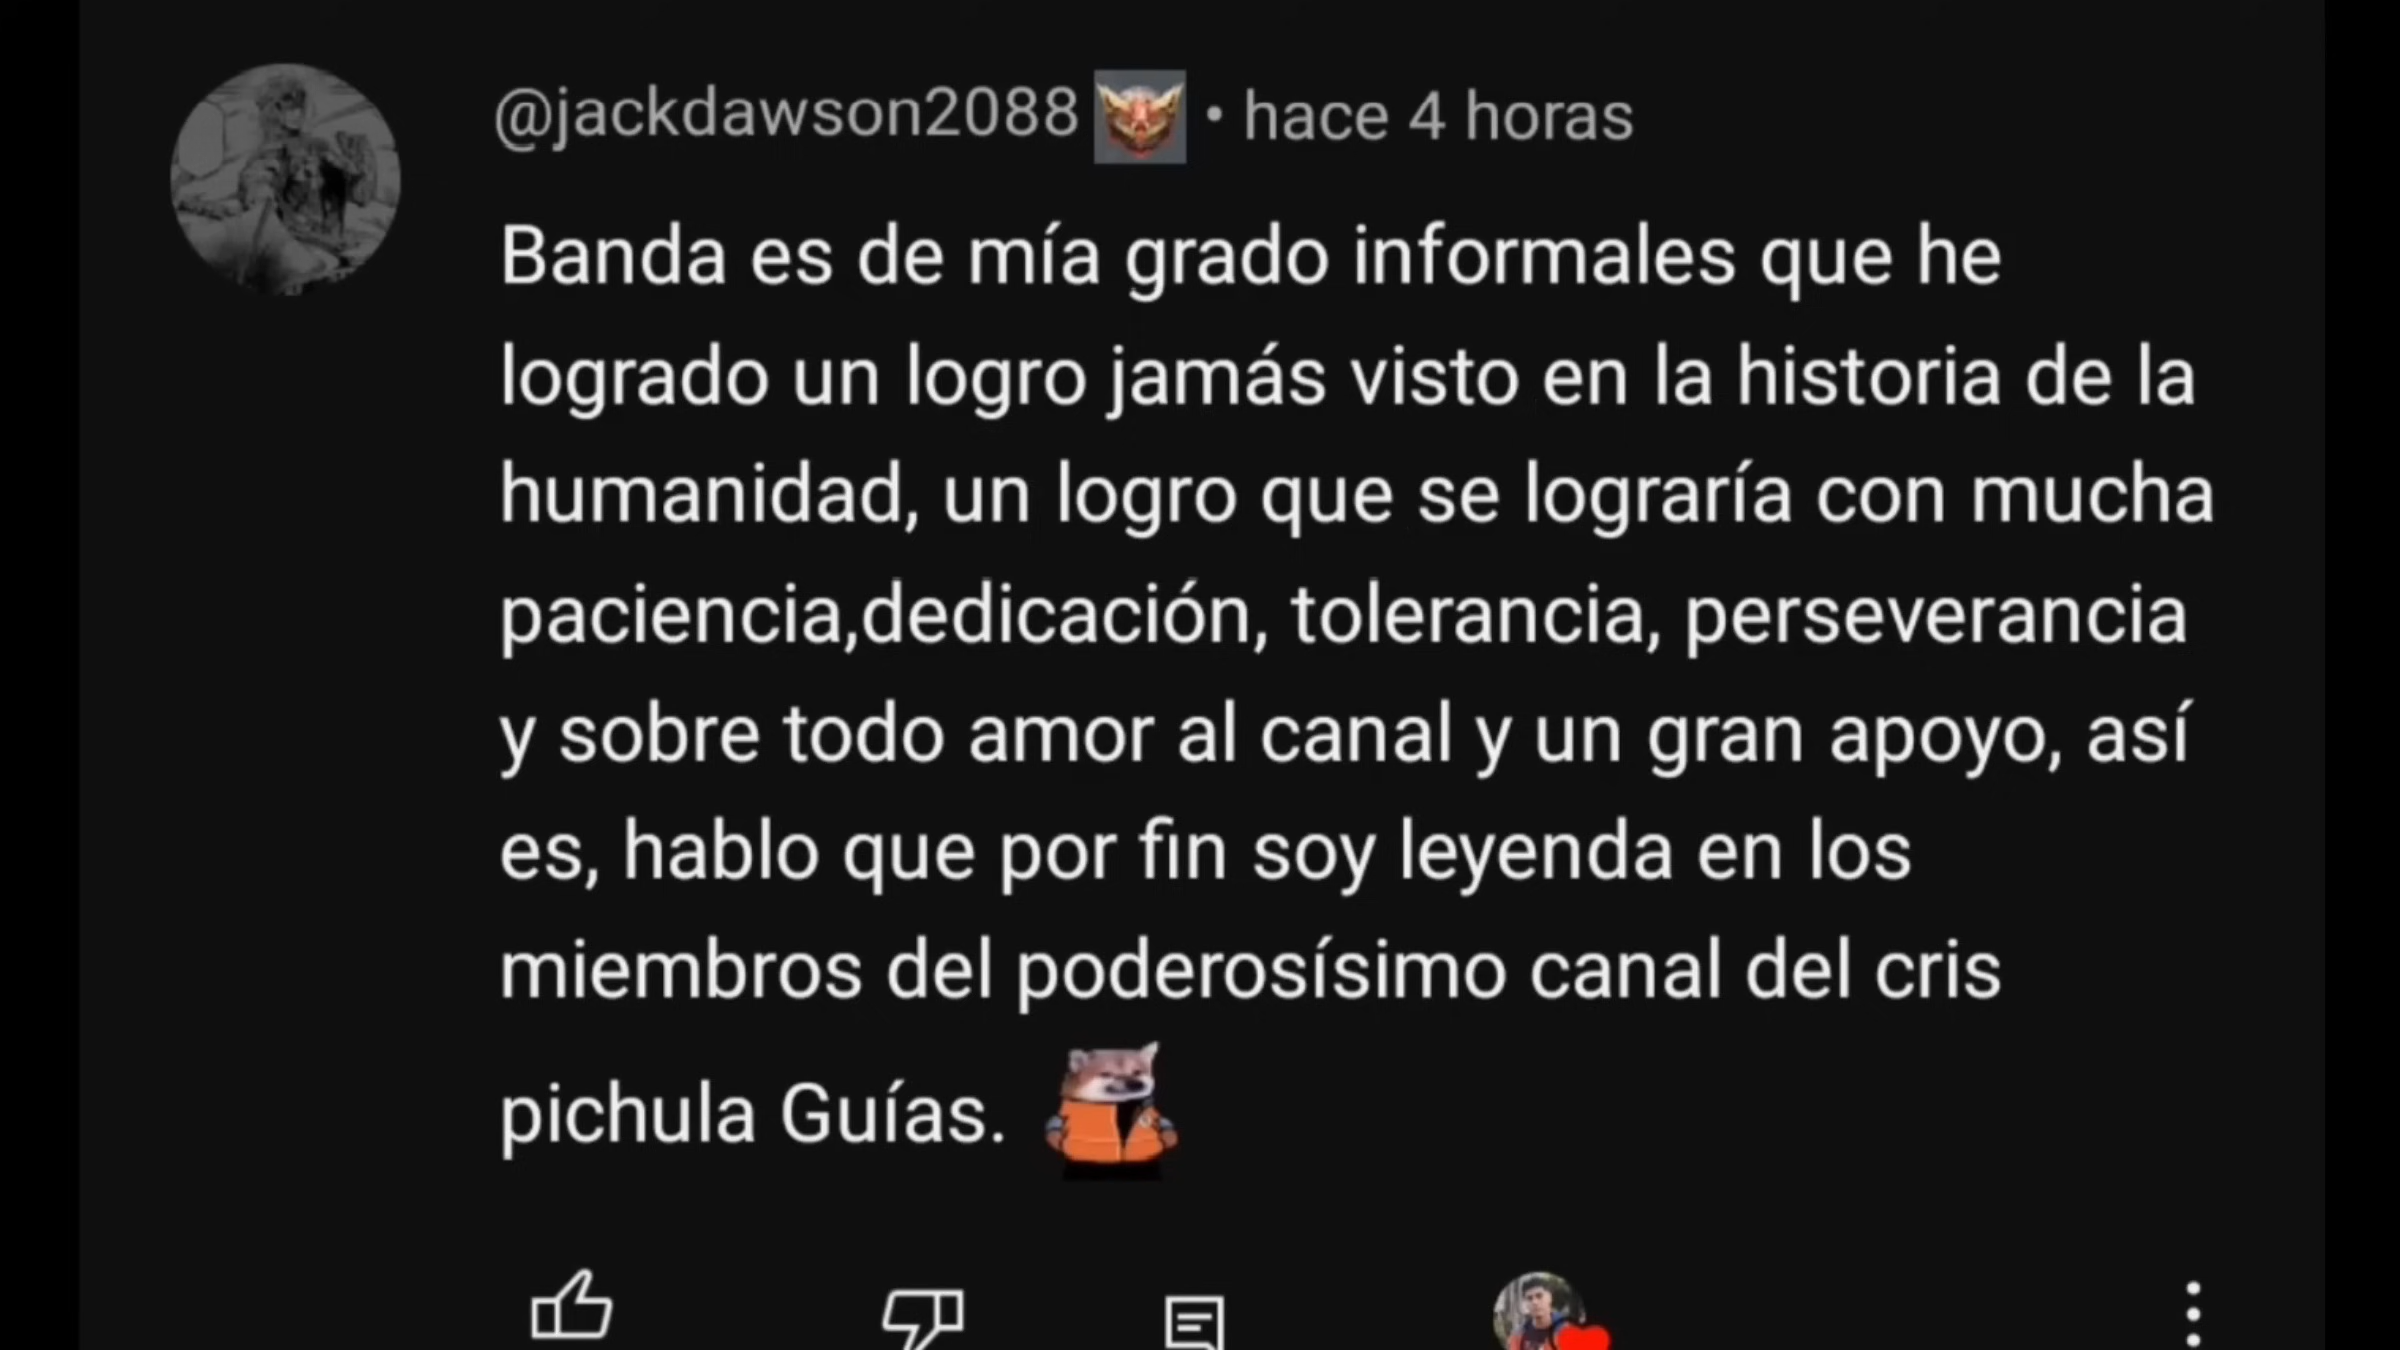 @jackdawson2088 • hace 4 horas
Banda es de mía grado informales que he
logrado un logro jamás visto en la historia de la
humanidad, un logro que se lograría con mucha
paciencia,dedicación, tolerancia, perseverancia
y sobre todo amor al canal y un gran apoyo, así
es, hablo que por fin soy leyenda en los
miembros del poderosísimo canal del cris
pichula Guías.